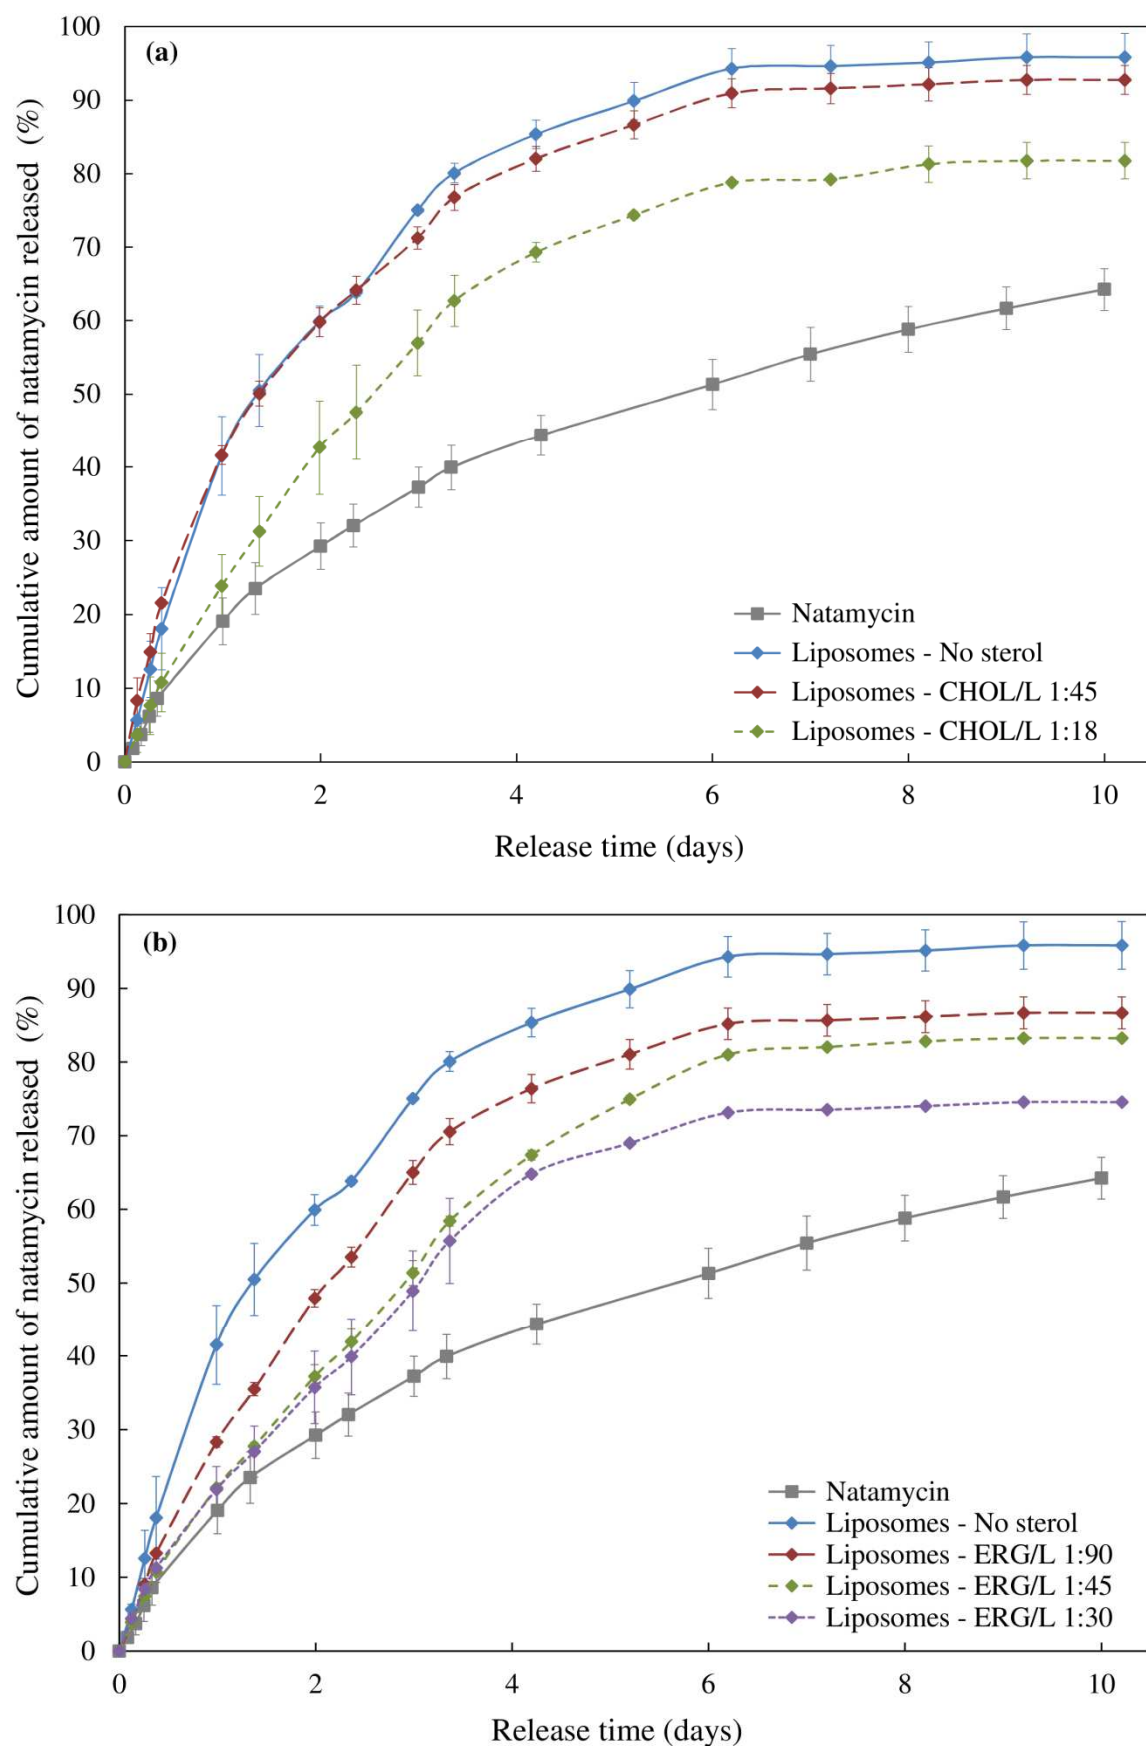 (a)
100
90
80
70
60
50
40
30
20
10
0
Cumulative amount of natamycin released (%)
Natamycin
Liposomes - No sterol
Liposomes - CHOL/L 1:45
Liposomes - CHOL/L 1:18
0 2 4 6 8 10
Release time (days)
(b)
100
90
80
70
60
50
40
30
20
10
0
Cumulative amount of natamycin released (%)
Natamycin
Liposomes - No sterol
Liposomes - ERG/L 1:90
Liposomes - ERG/L 1:45
Liposomes - ERG/L 1:30
0 2 4 6 8 10
Release time (days)